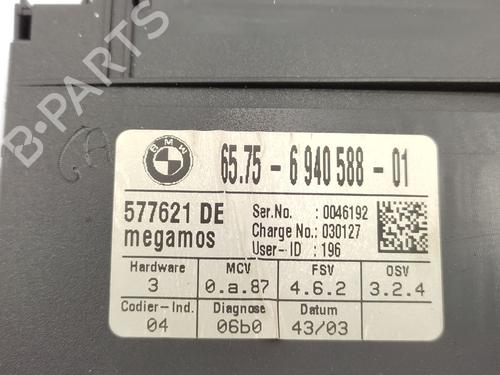 B-PARTS
BMW
65.75 - 6 940 588 - 01
577621 DE
megamos
Ser.No. : 0046192
Charge No.: 030127
User- ID : 196
Hardware MCV FSV OSV
3 0.a.87 4.6.2 3.2.4
Codier-Ind. Diagnose Datum
04 06b0 43/03